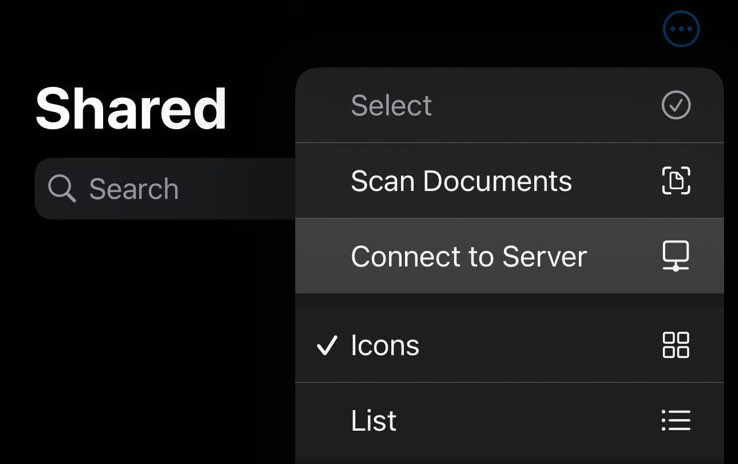 Shared
Search
Select
Scan Documents
Connect to Server
Icons
List